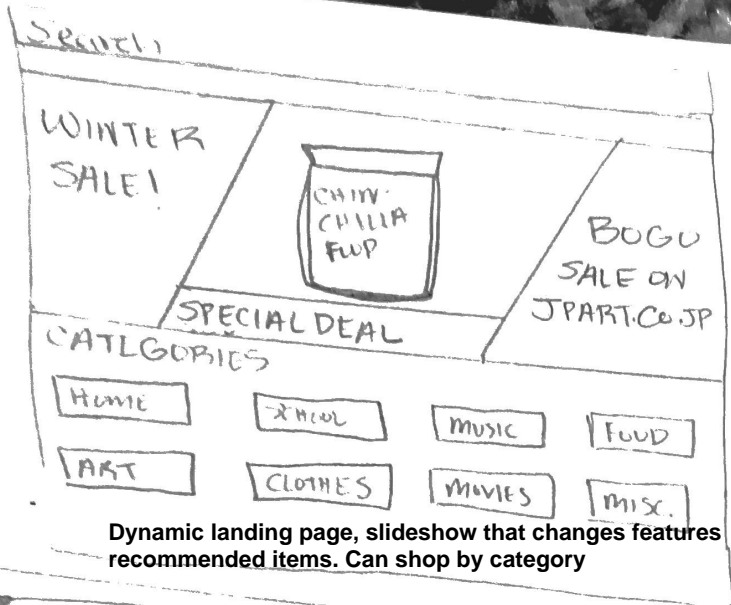 Search
WINTER
SALE!
CHIN-
CHILLA
FOOD
SPECIAL DEAL
BOGO
SALE ON
JPART.CO.JP
CATEGORIES
HOME
SCHOOL
MUSIC
FOOD
ART
CLOTHES
MOVIES
MISC.
Dynamic landing page, slideshow that changes features
recommended items. Can shop by category